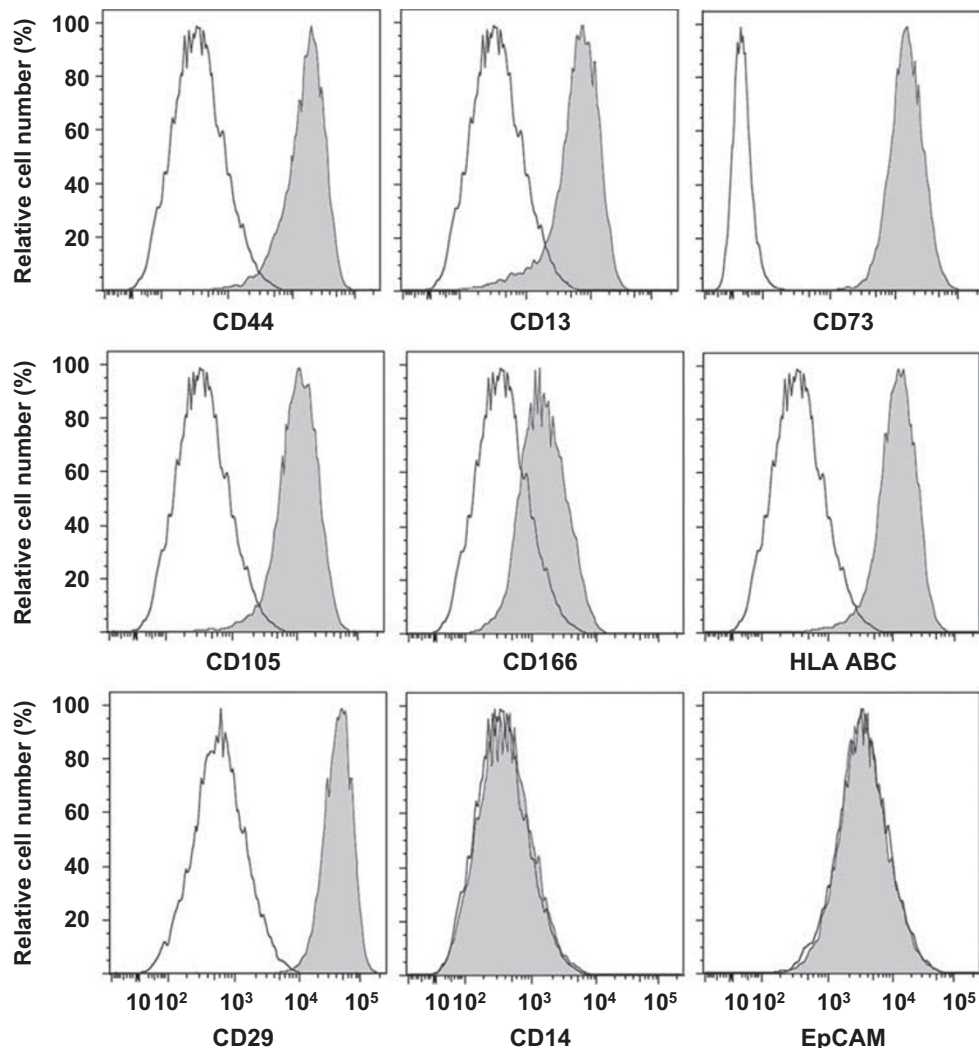 Relative cell number (%)
100
80
60
40
20
CD44
CD13
CD73
Relative cell number (%)
100
80
60
40
20
CD105
CD166
HLA ABC
Relative cell number (%)
100
80
60
40
20
10 10² 10³ 10⁴ 10⁵
10 10² 10³ 10⁴ 10⁵
10 10² 10³ 10⁴ 10⁵
CD29
CD14
EpCAM